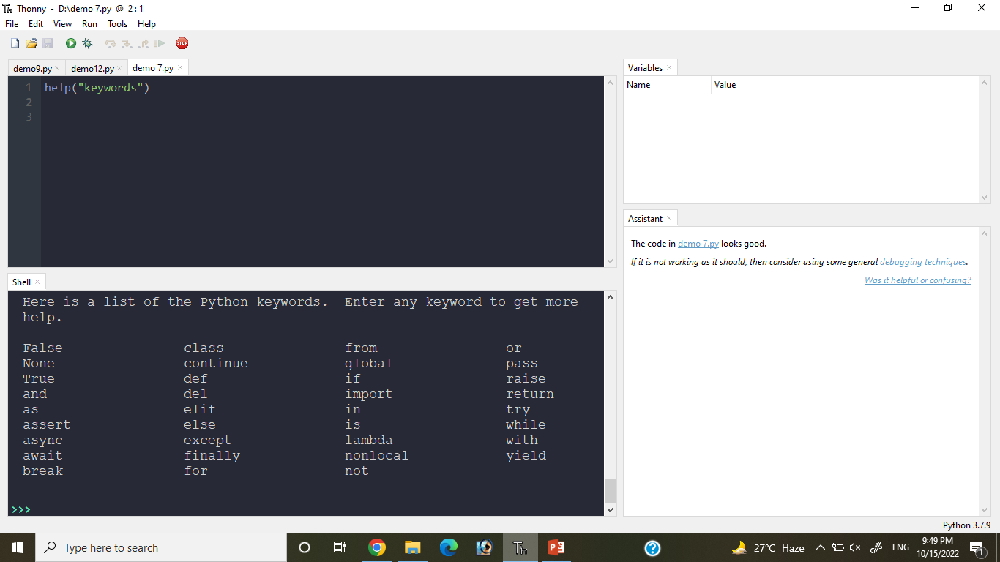 Thonny - D:\demo 7.py @ 2:1
File Edit View Run Tools Help
STOP
demo9.py × demo12.py × demo 7.py ×
1 help("keywords")
2
3
Variables ×
Name Value
Assistant ×
The code in demo 7.py looks good.
If it is not working as it should, then consider using some general debugging techniques.
Was it helpful or confusing?
Shell ×
Here is a list of the Python keywords.  Enter any keyword to get more
help.
False class from or
None continue global pass
True def if raise
and del import return
as elif in try
assert else is while
async except lambda with
await finally nonlocal yield
break for not
>>>
Python 3.7.9
Type here to search
Th
27°C Haze
ENG
9:49 PM
10/15/2022
1